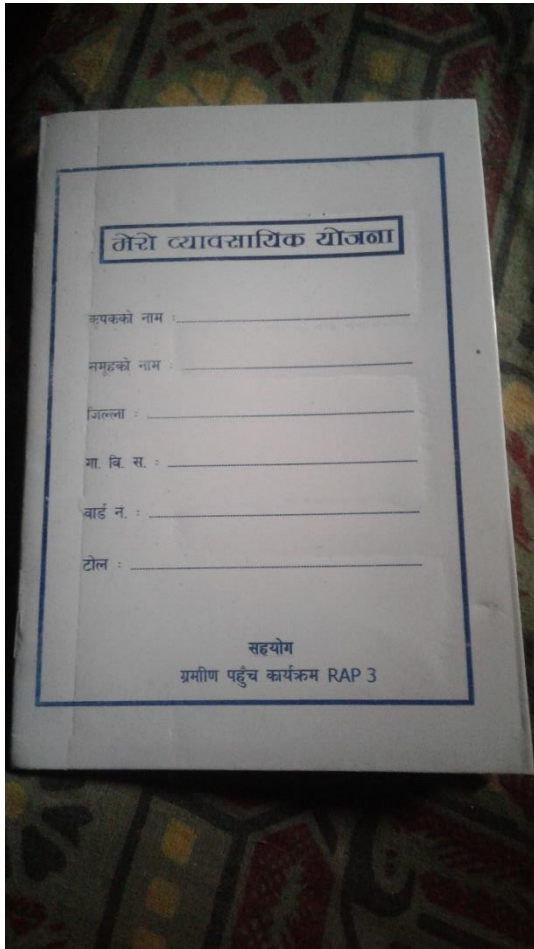 मेरो व्यावसायिक योजना
कृषकको नाम :
समूहको नाम :
जिल्ला :
गा. वि. स. :
वार्ड नं. :
टोल :
सहयोग
ग्रमीिण पहुँच कार्यक्रम RAP 3